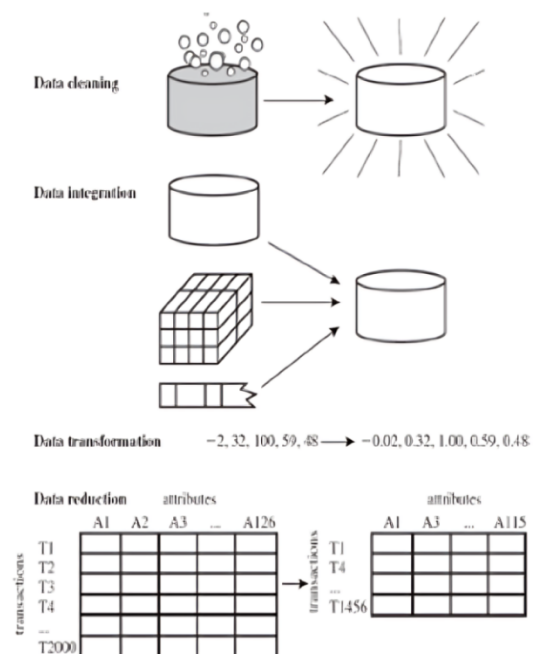 Data cleaning
Data integration
Data transformation −2, 32, 100, 59, 48 −0.02, 0.32, 1.00, 0.59, 0.48
Data reduction attributes attributes
A1 A2 A3 ... A126 A1 A3 ... A115
transactions
T1
T2
T3
T4
...
T2000
transactions
T1
T4
...
T1456